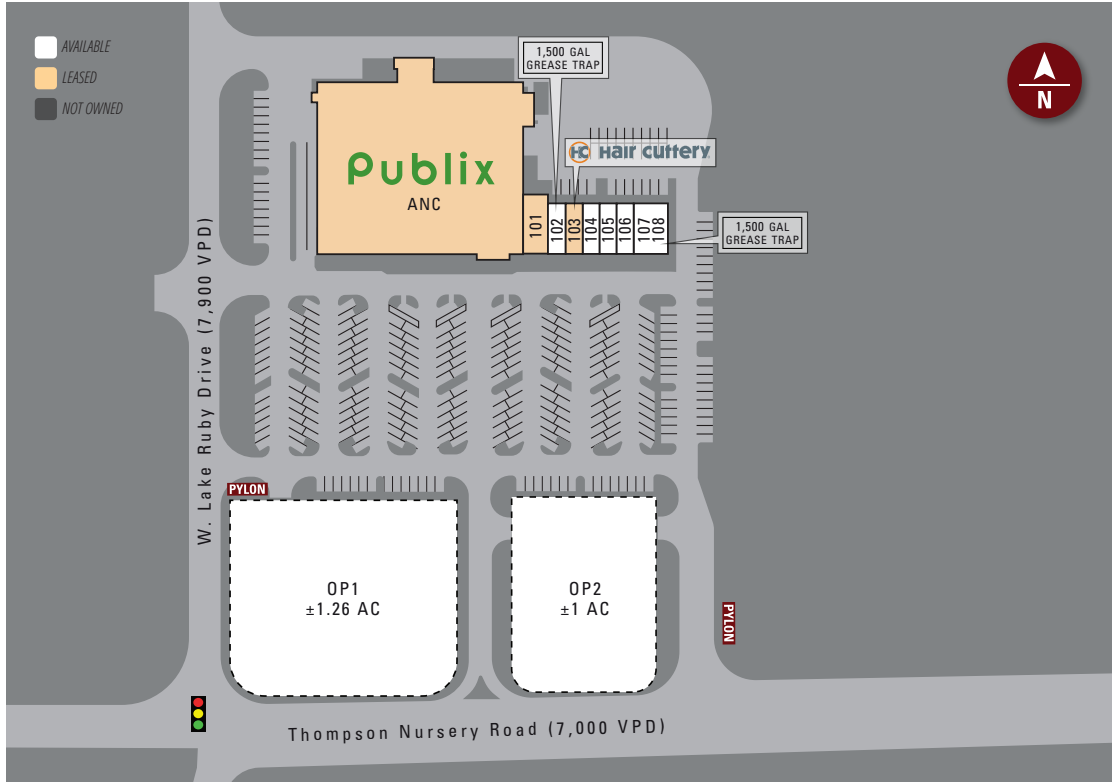 AVAILABLE
LEASED
NOT OWNED
1,500 GAL
GREASE TRAP
N
HC Hair Cuttery
Publix
ANC
101
102
103
104
105
106
107
108
1,500 GAL
GREASE TRAP
W. Lake Ruby Drive (7,900 VPD)
PYLON
OP1
±1.26 AC
OP2
±1 AC
PYLON
Thompson Nursery Road (7,000 VPD)